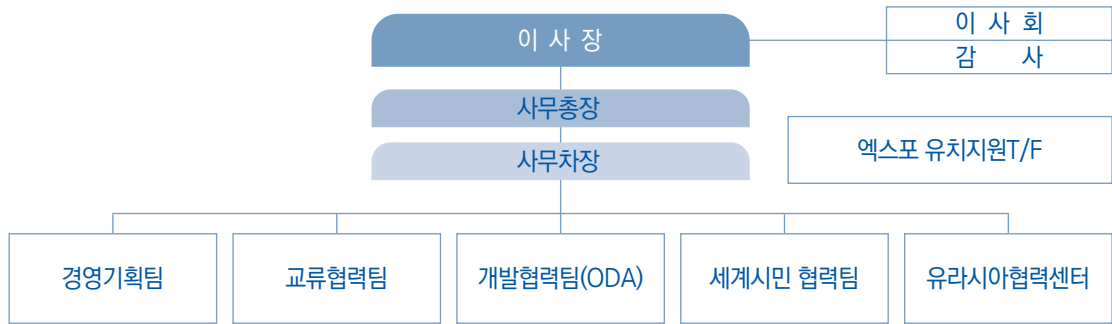 이 사 장
이 사 회
감 사
사무총장
사무차장
엑스포 유치지원T/F
경영기획팀
교류협력팀
개발협력팀(ODA)
세계시민 협력팀
유라시아협력센터